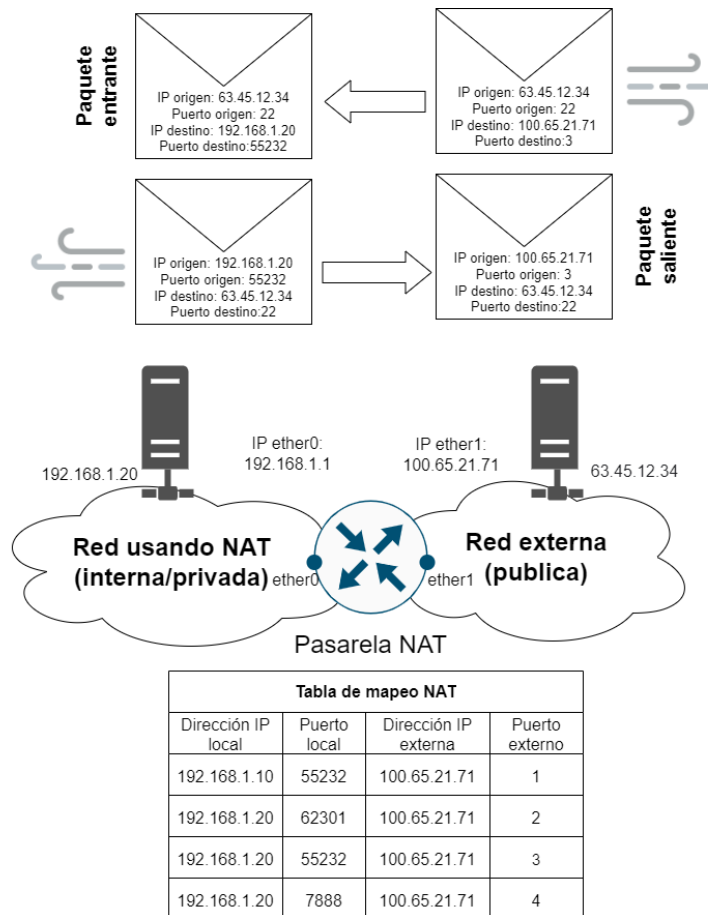 Paquete
entrante
IP origen: 63.45.12.34
Puerto origen: 22
IP destino: 192.168.1.20
Puerto destino:55232
IP origen: 63.45.12.34
Puerto origen: 22
IP destino: 100.65.21.71
Puerto destino:3
IP origen: 192.168.1.20
Puerto origen: 55232
IP destino: 63.45.12.34
Puerto destino:22
IP origen: 100.65.21.71
Puerto origen: 3
IP destino: 63.45.12.34
Puerto destino:22
Paquete
saliente
192.168.1.20
IP ether0:
192.168.1.1
IP ether1:
100.65.21.71
63.45.12.34
Red usando NAT
(interna/privada)
ether0
ether1
Red externa
(publica)
Pasarela NAT
Tabla de mapeo NAT
Dirección IP local Puerto local Dirección IP externa Puerto externo
192.168.1.10 55232 100.65.21.71 1
192.168.1.20 62301 100.65.21.71 2
192.168.1.20 55232 100.65.21.71 3
192.168.1.20 7888 100.65.21.71 4